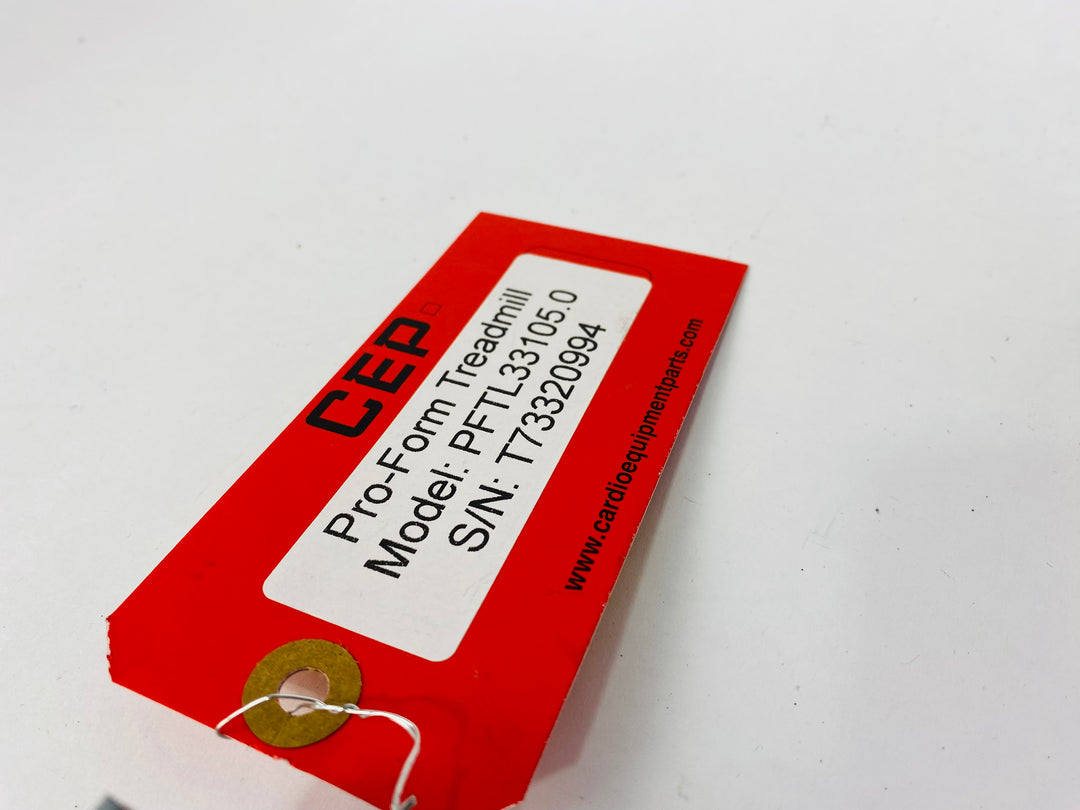 CEP
Pro-Form Treadmill
Model: PFTL33105.0
S/N: T73320994
www.cardioequipmentparts.com